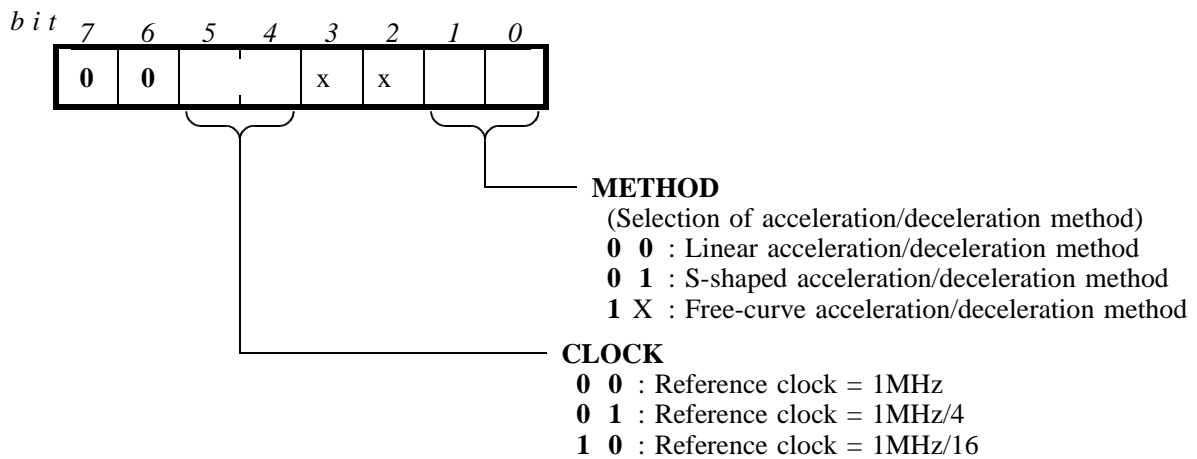 bit 7 6 5 4 3 2 1 0
0 0 x x
METHOD
(Selection of acceleration/deceleration method)
0 0 : Linear acceleration/deceleration method
0 1 : S-shaped acceleration/deceleration method
1 X : Free-curve acceleration/deceleration method
CLOCK
0 0 : Reference clock = 1MHz
0 1 : Reference clock = 1MHz/4
1 0 : Reference clock = 1MHz/16